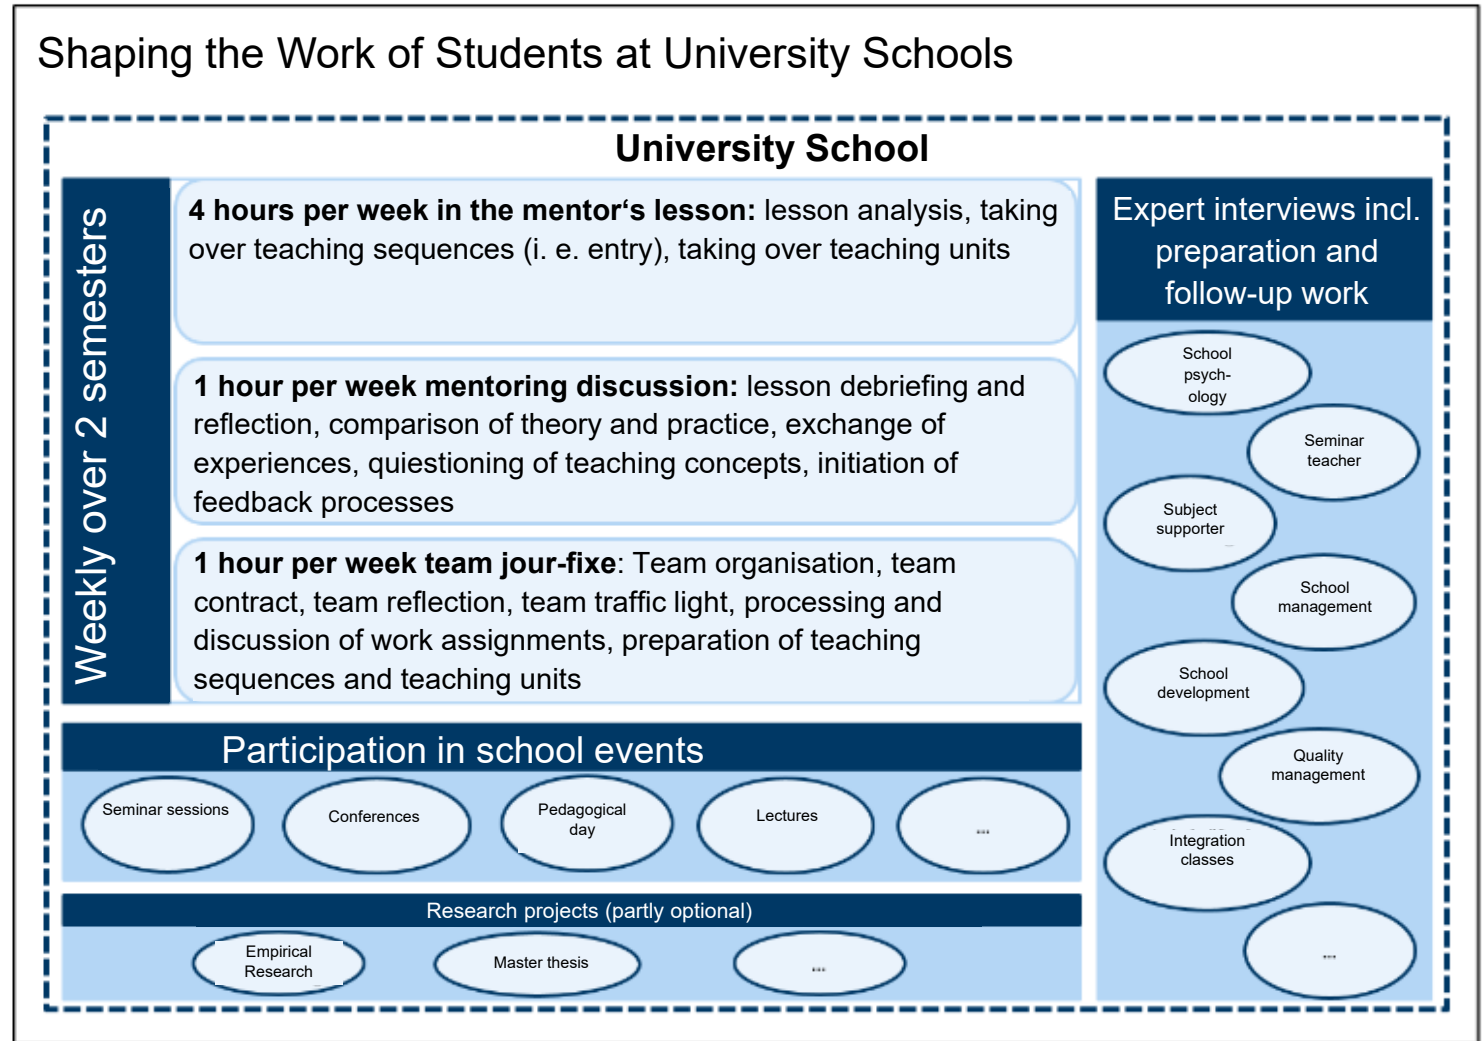 Shaping the Work of Students at University Schools
University School
Weekly over 2 semesters
4 hours per week in the mentor‘s lesson: lesson analysis, taking
over teaching sequences (i. e. entry), taking over teaching units
1 hour per week mentoring discussion: lesson debriefing and
reflection, comparison of theory and practice, exchange of
experiences, quiestioning of teaching concepts, initiation of
feedback processes
1 hour per week team jour-fixe: Team organisation, team
contract, team reflection, team traffic light, processing and
discussion of work assignments, preparation of teaching
sequences and teaching units
Participation in school events
Seminar sessions
Conferences
Pedagogical
day
Lectures
...
Research projects (partly optional)
Empirical
Research
Master thesis
...
Expert interviews incl.
preparation and
follow-up work
School
psych-
ology
Seminar
teacher
Subject
supporter
School
management
School
development
Quality
management
Integration
classes
...